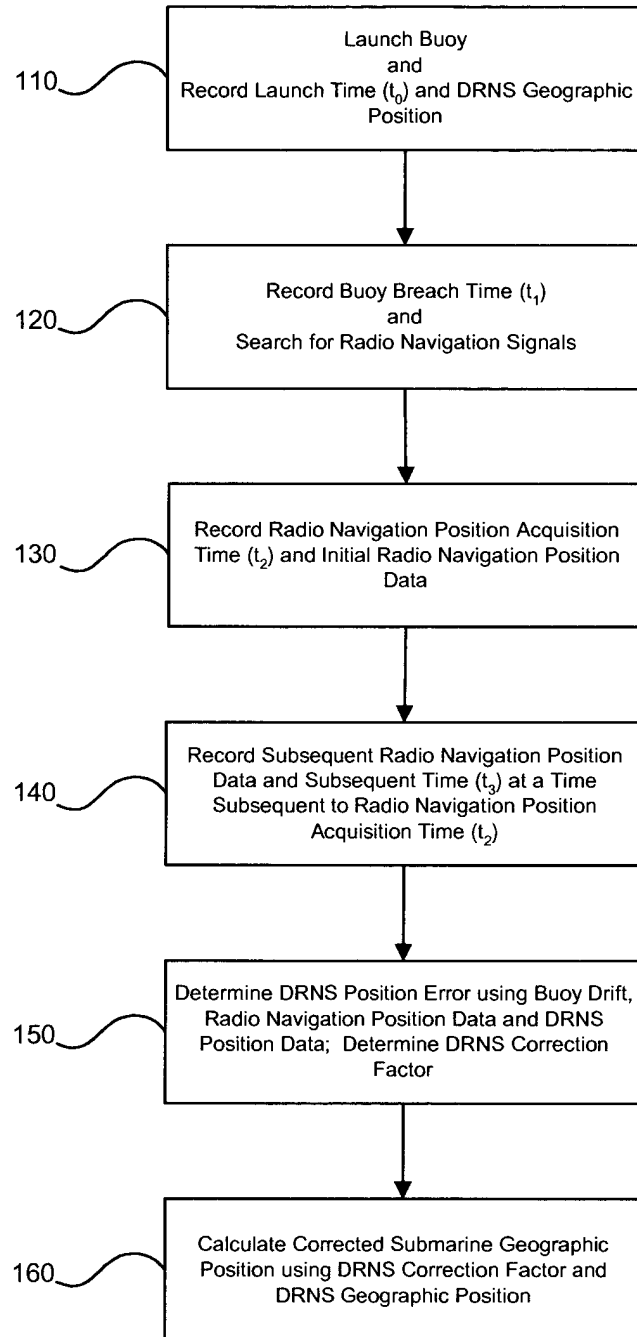 110
Launch Buoy
and
Record Launch Time (t0) and DRNS Geographic
Position
120
Record Buoy Breach Time (t1)
and
Search for Radio Navigation Signals
130
Record Radio Navigation Position Acquisition
Time (t2) and Initial Radio Navigation Position
Data
140
Record Subsequent Radio Navigation Position
Data and Subsequent Time (t3) at a Time
Subsequent to Radio Navigation Position
Acquisition Time (t2)
150
Determine DRNS Position Error using Buoy Drift,
Radio Navigation Position Data and DRNS
Position Data; Determine DRNS Correction
Factor
160
Calculate Corrected Submarine Geographic
Position using DRNS Correction Factor and
DRNS Geographic Position